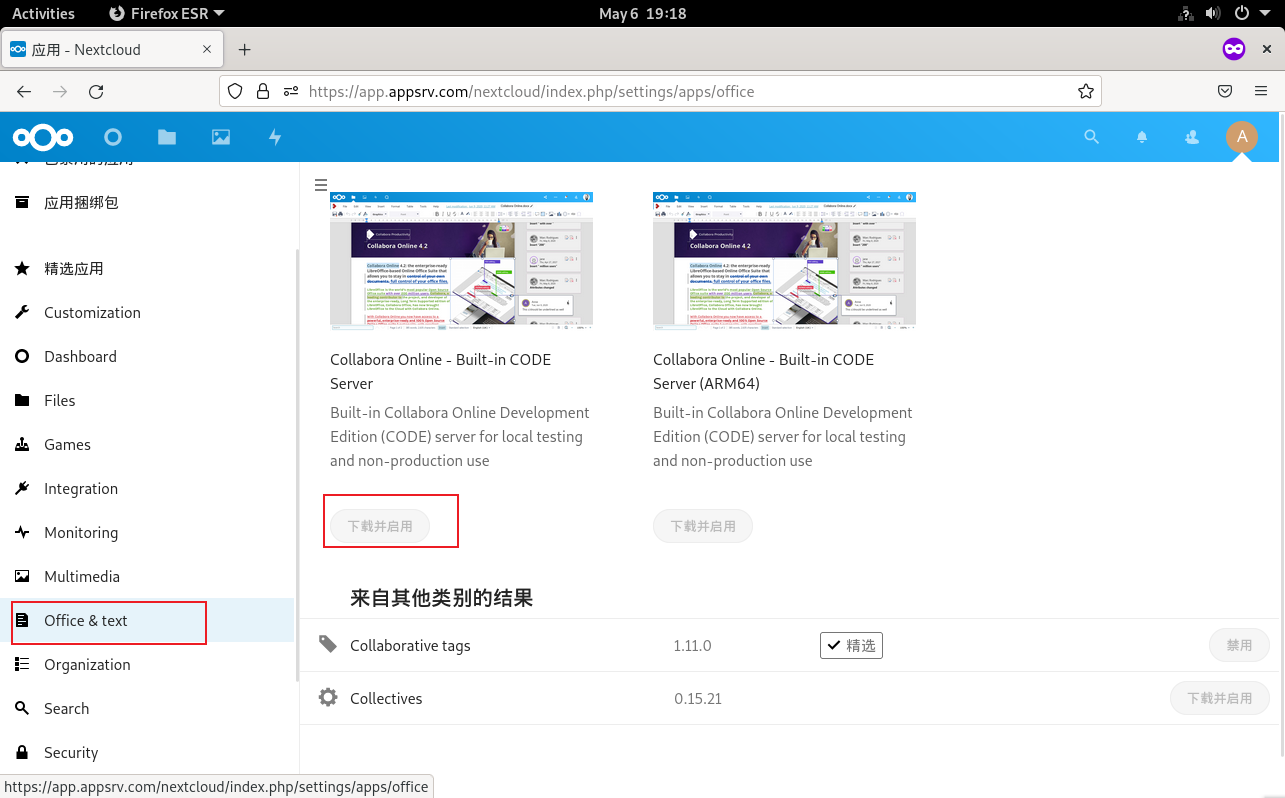 Activities
Firefox ESR
May 6 19:18
应用 - Nextcloud
https://app.appsrv.com/nextcloud/index.php/settings/apps/office
A
应用捆绑包
精选应用
Customization
Dashboard
Files
Games
Integration
Monitoring
Multimedia
Office & text
Organization
Search
Security
Collabora Online 4.2
Collabora Online - Built-in CODE
Server
Built-in Collabora Online Development
Edition (CODE) server for local testing
and non-production use
下载并启用
Collabora Online 4.2
Collabora Online - Built-in CODE
Server (ARM64)
Built-in Collabora Online Development
Edition (CODE) server for local testing
and non-production use
下载并启用
来自其他类别的结果
Collaborative tags 1.11.0 精选 禁用
Collectives 0.15.21 下载并启用
https://app.appsrv.com/nextcloud/index.php/settings/apps/office